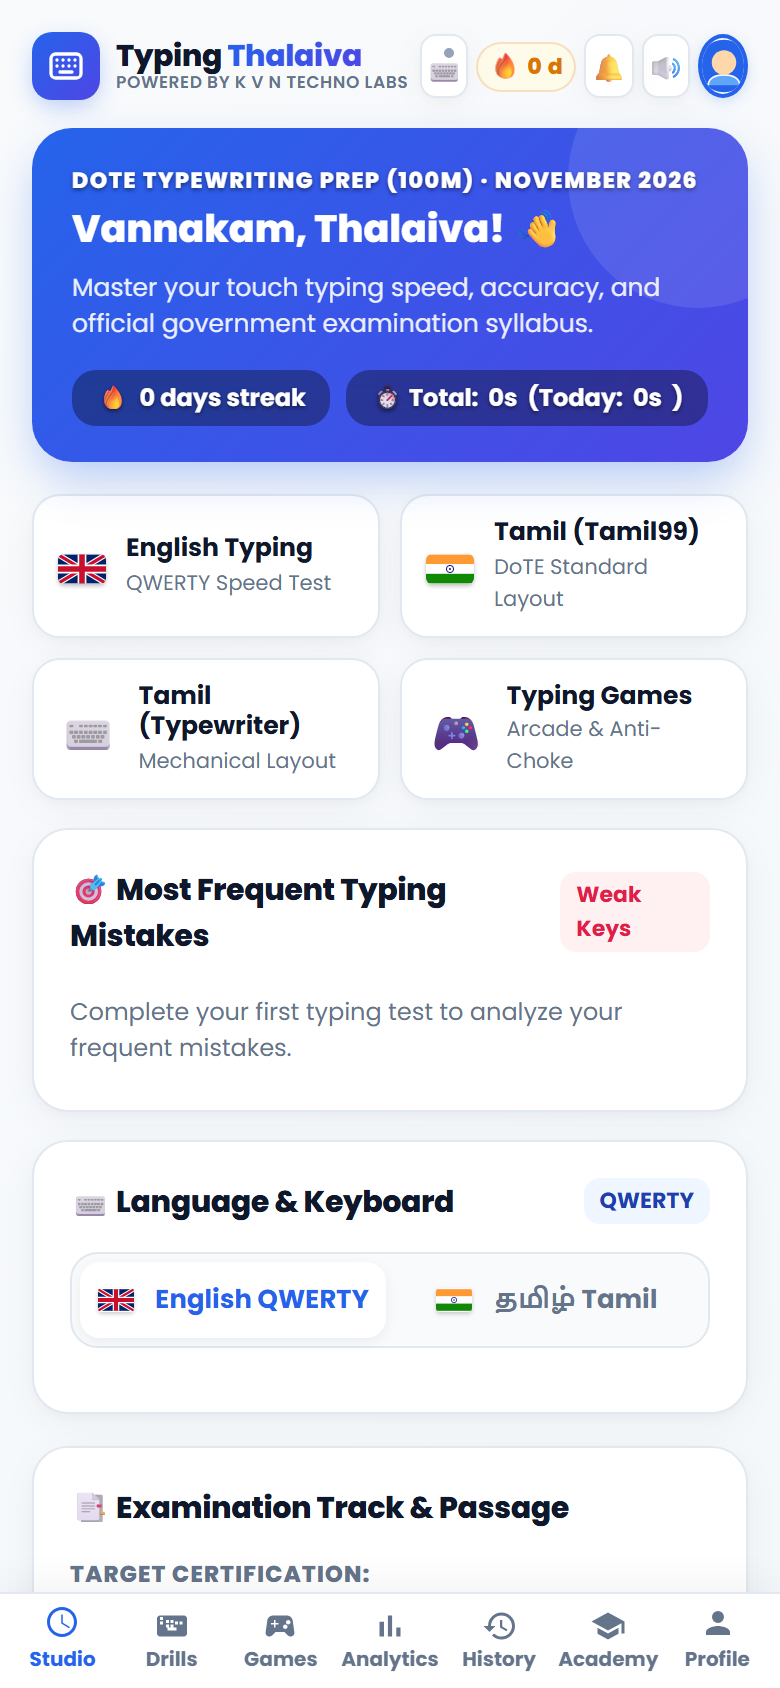 Typing Thalaiva
POWERED BY K V N TECHNO LABS
0 d
DOTE TYPEWRITING PREP (100M) · NOVEMBER 2026
Vannakam, Thalaiva!
Master your touch typing speed, accuracy, and
official government examination syllabus.
0 days streak
Total: 0s (Today: 0s )
English Typing
QWERTY Speed Test
Tamil (Tamil99)
DoTE Standard
Layout
Tamil
(Typewriter)
Mechanical Layout
Typing Games
Arcade & Anti-
Choke
Most Frequent Typing
Mistakes
Weak
Keys
Complete your first typing test to analyze your
frequent mistakes.
Language & Keyboard
QWERTY
English QWERTY
தமிழ் Tamil
Examination Track & Passage
TARGET CERTIFICATION:
Studio
Drills
Games
Analytics
History
Academy
Profile